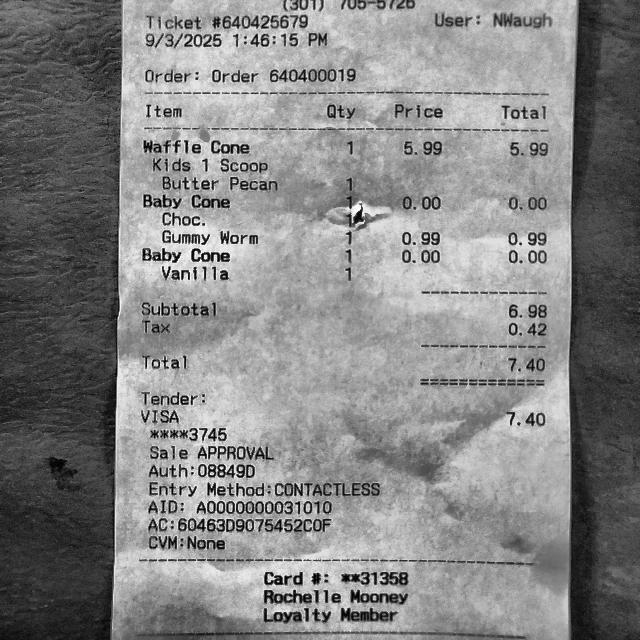 (301) 705-5726
Ticket #640425679 User: NWaugh
9/3/2025 1:46:15 PM
Order: Order 640400019
Item Qty Price Total
Waffle Cone 1 5.99 5.99
Kids 1 Scoop
Butter Pecan 1
Baby Cone 1 0.00 0.00
Choc. 1
Gummy Worm 1 0.99 0.99
Baby Cone 1 0.00 0.00
Vanilla 1
Subtotal 6.98
Tax 0.42
Total 7.40
Tender:
VISA 7.40
****3745
Sale APPROVAL
Auth:08849D
Entry Method:CONTACTLESS
AID: A0000000031010
AC:60463D9075452C0F
CVM:None
Card #: **31358
Rochelle Mooney
Loyalty Member